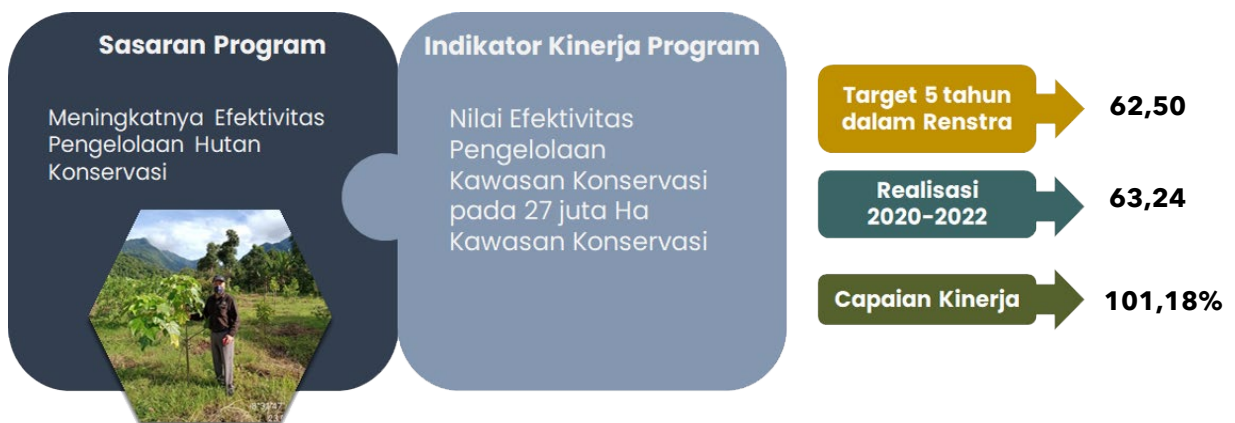 Sasaran Program
Meningkatnya Efektivitas
Pengelolaan Hutan
Konservasi
Indikator Kinerja Program
Nilai Efektivitas
Pengelolaan
Kawasan Konservasi
pada 27 juta Ha
Kawasan Konservasi
Target 5 tahun
dalam Renstra
62,50
Realisasi
2020-2022
63,24
Capaian Kinerja
101,18%